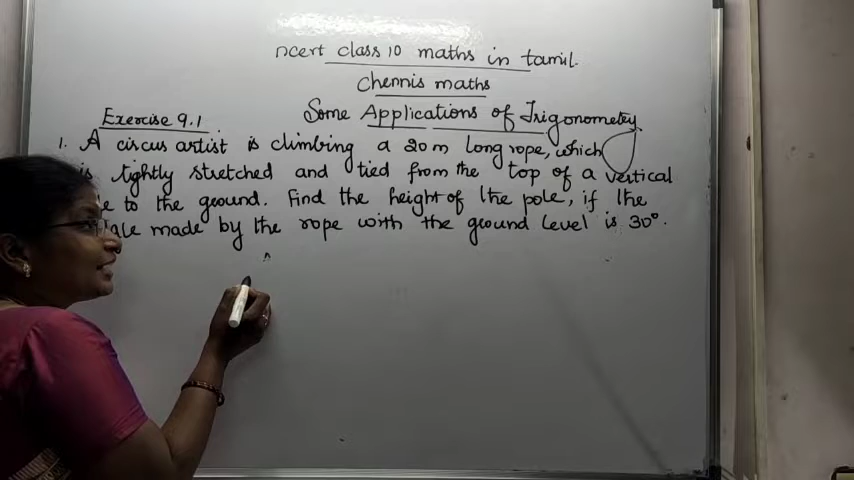 ncert class 10 maths in tamil.
Chennis maths
Some Applications of Trigonometry.
Exercise 9.1
1. A circus artist is climbing a 20 m long rope, which
is tightly stretched and tied from the top of a vertical
to the ground. Find the height of the pole, if the
made by the rope with the ground level is 30°.